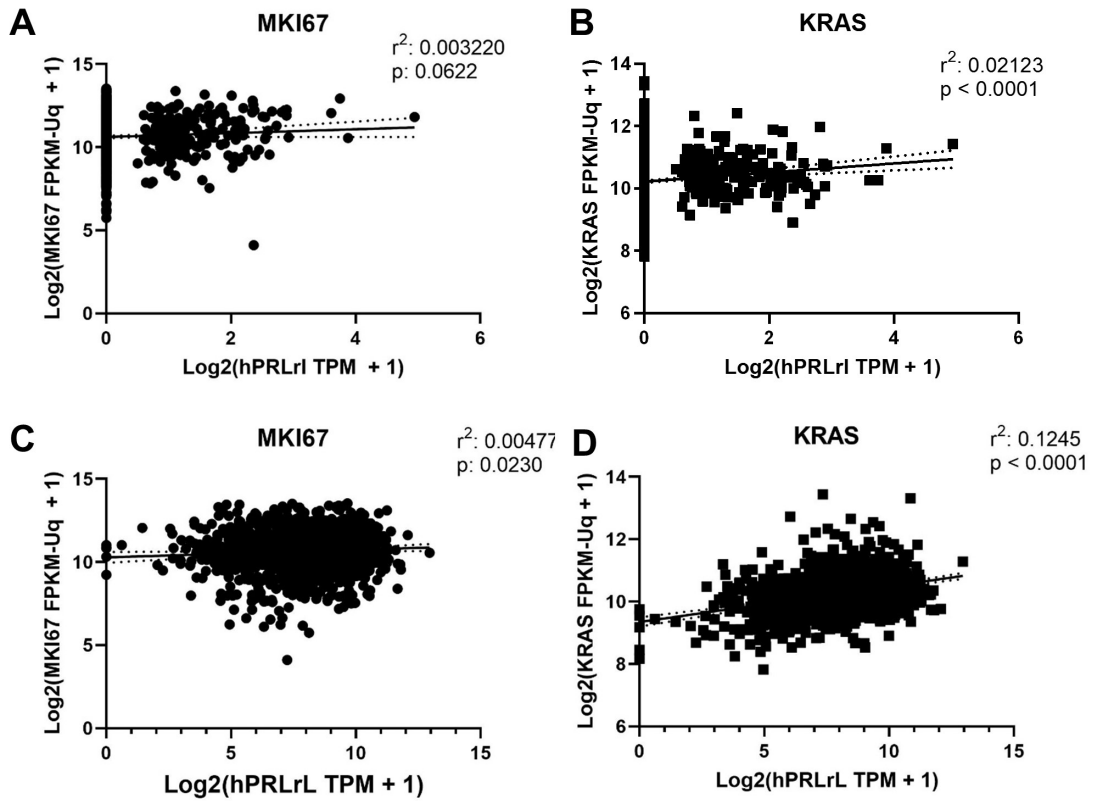 A
MKI67
r²: 0.003220
p: 0.0622
Log2(MKI67 FPKM-Uq + 1)
15
10
5
0
0 2 4 6
Log2(hPRLrI TPM + 1)
B
KRAS
r²: 0.02123
p < 0.0001
Log2(KRAS FPKM-Uq + 1)
14
12
10
8
6
0 2 4 6
Log2(hPRLrI TPM + 1)
C
MKI67
r²: 0.00477
p: 0.0230
Log2(MKI67 FPKM-Uq + 1)
15
10
5
0
0 5 10 15
Log2(hPRLrL TPM + 1)
D
KRAS
r²: 0.1245
p < 0.0001
Log2(KRAS FPKM-Uq + 1)
14
12
10
8
6
0 5 10 15
Log2(hPRLrL TPM + 1)